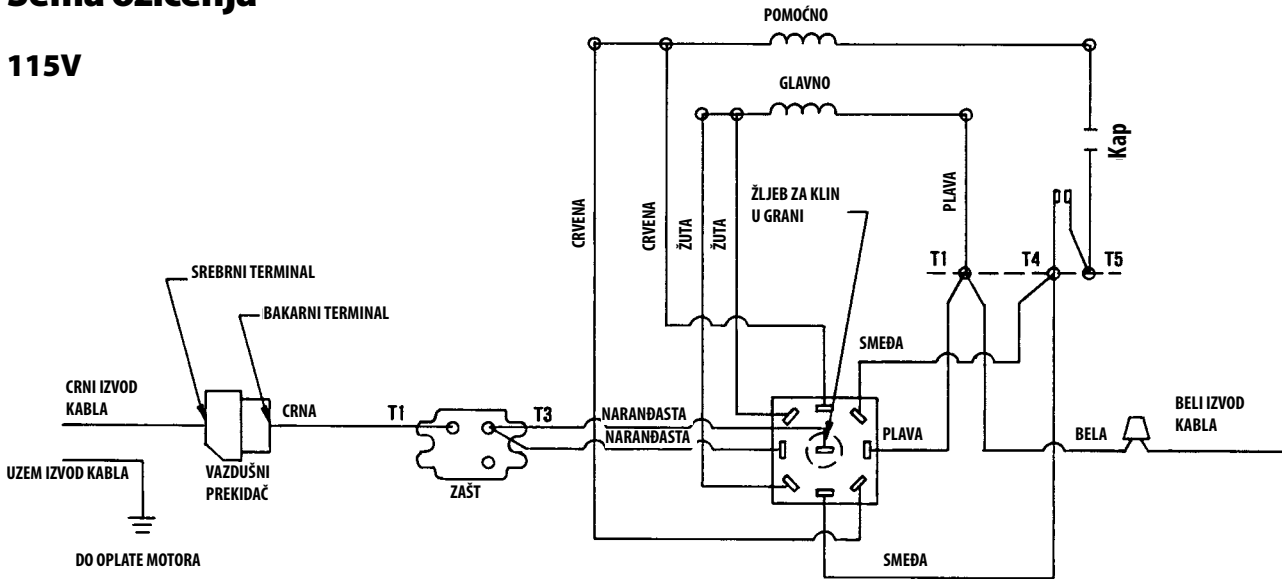 Šema ožičenja
115V
POMOĆNO
GLAVNO
Kap
ŽLJEB ZA KLIN
U GRANI
CRVENA
CRVENA
ŽUTA
ŽUTA
PLAVA
T1
T4
T5
SREBRNI TERMINAL
BAKARNI TERMINAL
SMEĐA
CRNI IZVOD
KABLA
CRNA
T1
T3
NARANĐASTA
NARANĐASTA
PLAVA
BELA
BELI IZVOD
KABLA
UZEM IZVOD KABLA
VAZDUŠNI
PREKIDAČ
ZAŠT
DO OPLATE MOTORA
SMEĐA